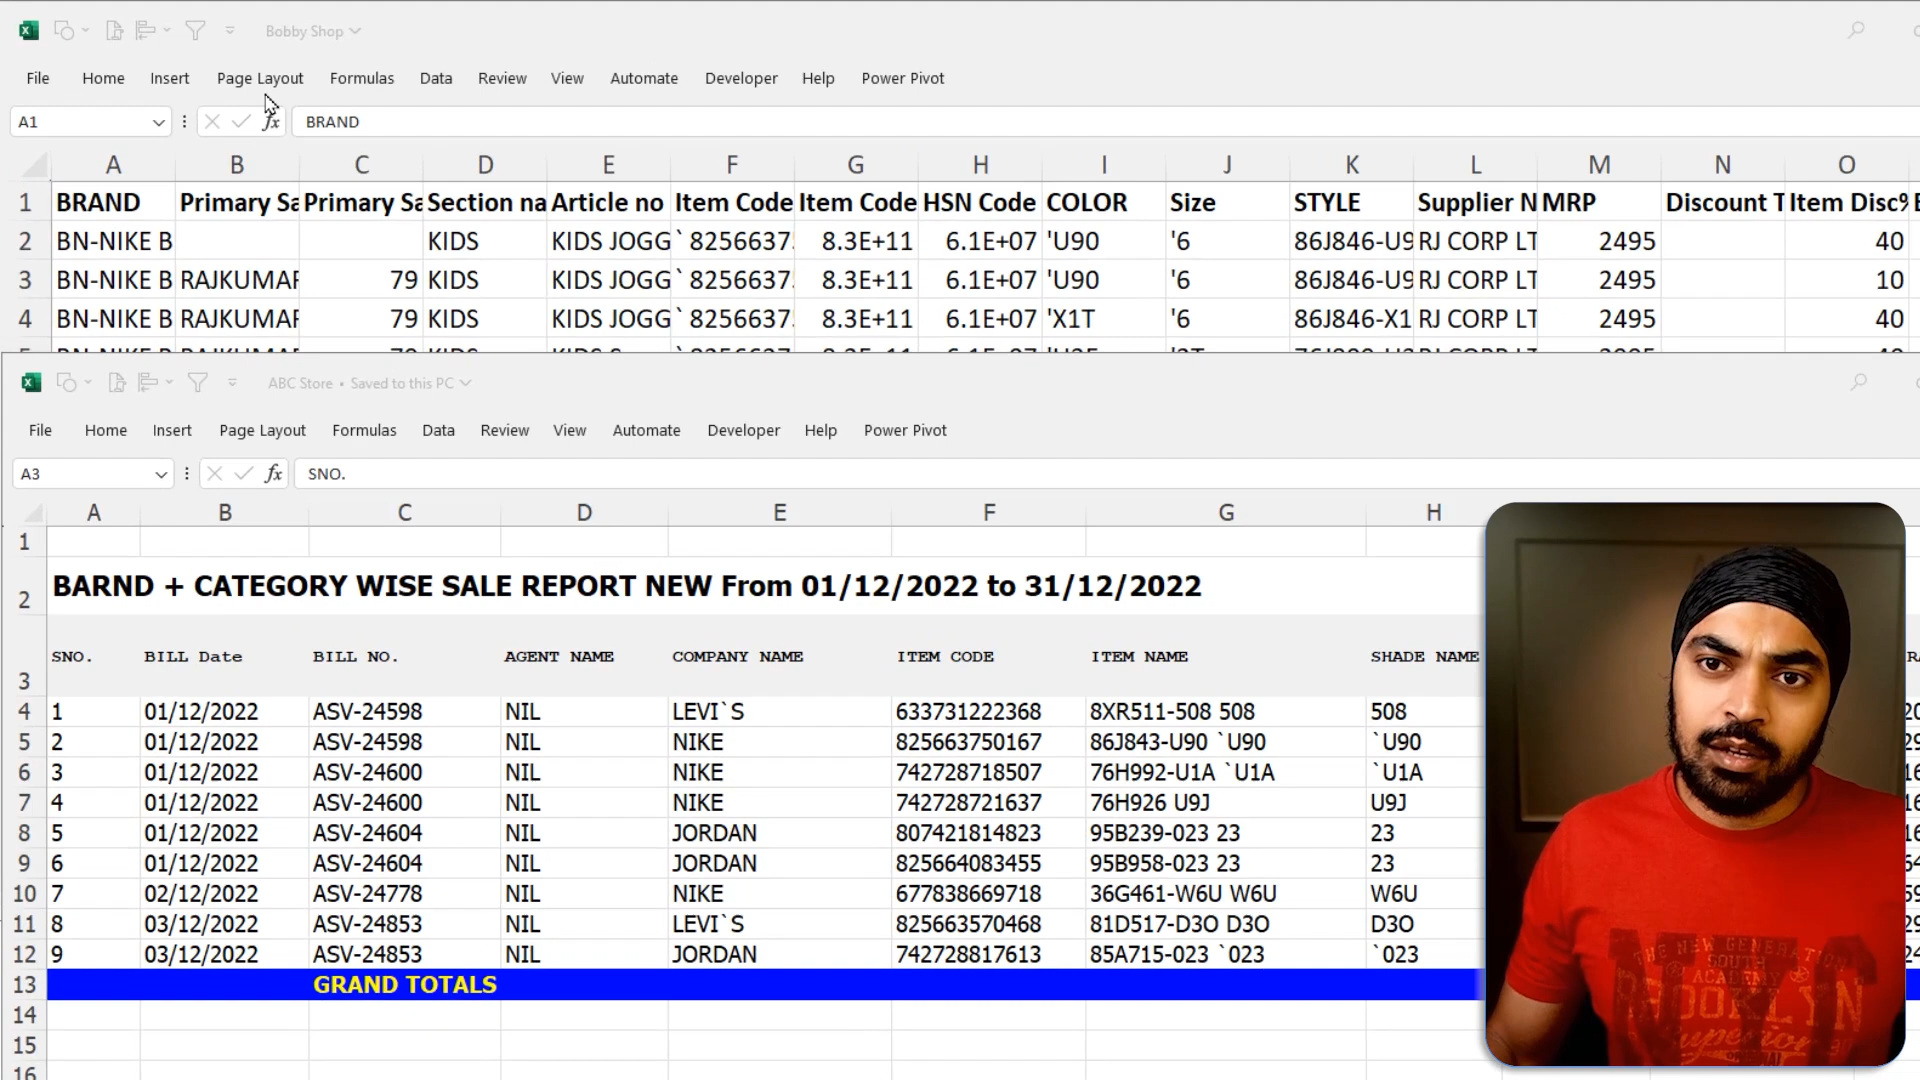 Bobby Shop
File Home Insert Page Layout Formulas Data Review View Automate Developer Help Power Pivot
A1 fx BRAND
A B C D E F G H I J K L M N O
1 BRAND Primary Sa Primary Sa Section na Article no Item Code Item Code HSN Code COLOR Size STYLE Supplier N MRP Discount T Item Disc%
2 BN-NIKE B KIDS KIDS JOGG ` 82566375 8.3E+11 6.1E+07 'U90 '6 86J846-U9 RJ CORP LT 2495 40
3 BN-NIKE B RAJKUMAR 79 KIDS KIDS JOGG ` 8256637 8.3E+11 6.1E+07 'U90 '6 86J846-U9 RJ CORP LT 2495 10
4 BN-NIKE B RAJKUMAR 79 KIDS KIDS JOGG ` 8256637 8.3E+11 6.1E+07 'X1T '6 86J846-X1 RJ CORP LT 2495 40
ABC Store • Saved to this PC
File Home Insert Page Layout Formulas Data Review View Automate Developer Help Power Pivot
A3 fx SNO.
A B C D E F G H
1
2 BARND + CATEGORY WISE SALE REPORT NEW From 01/12/2022 to 31/12/2022
3 SNO. BILL Date BILL NO. AGENT NAME COMPANY NAME ITEM CODE ITEM NAME SHADE NAME
4 1 01/12/2022 ASV-24598 NIL LEVI`S 633731222368 8XR511-508 508 508
5 2 01/12/2022 ASV-24598 NIL NIKE 825663750167 86J843-U90 `U90 `U90
6 3 01/12/2022 ASV-24600 NIL NIKE 742728718507 76H992-U1A `U1A `U1A
7 4 01/12/2022 ASV-24600 NIL NIKE 742728721637 76H926 U9J U9J
8 5 01/12/2022 ASV-24604 NIL JORDAN 807421814823 95B239-023 23 23
9 6 01/12/2022 ASV-24604 NIL JORDAN 825664083455 95B958-023 23 23
10 7 02/12/2022 ASV-24778 NIL NIKE 677838669718 36G461-W6U W6U W6U
11 8 03/12/2022 ASV-24853 NIL LEVI`S 825663570468 81D517-D3O D3O D3O
12 9 03/12/2022 ASV-24853 NIL JORDAN 742728817613 85A715-023 `023 `023
13 GRAND TOTALS
14
15
16
THE NEW GENERATION
SOUTH
ACADEMY
BROOKLYN
Superior